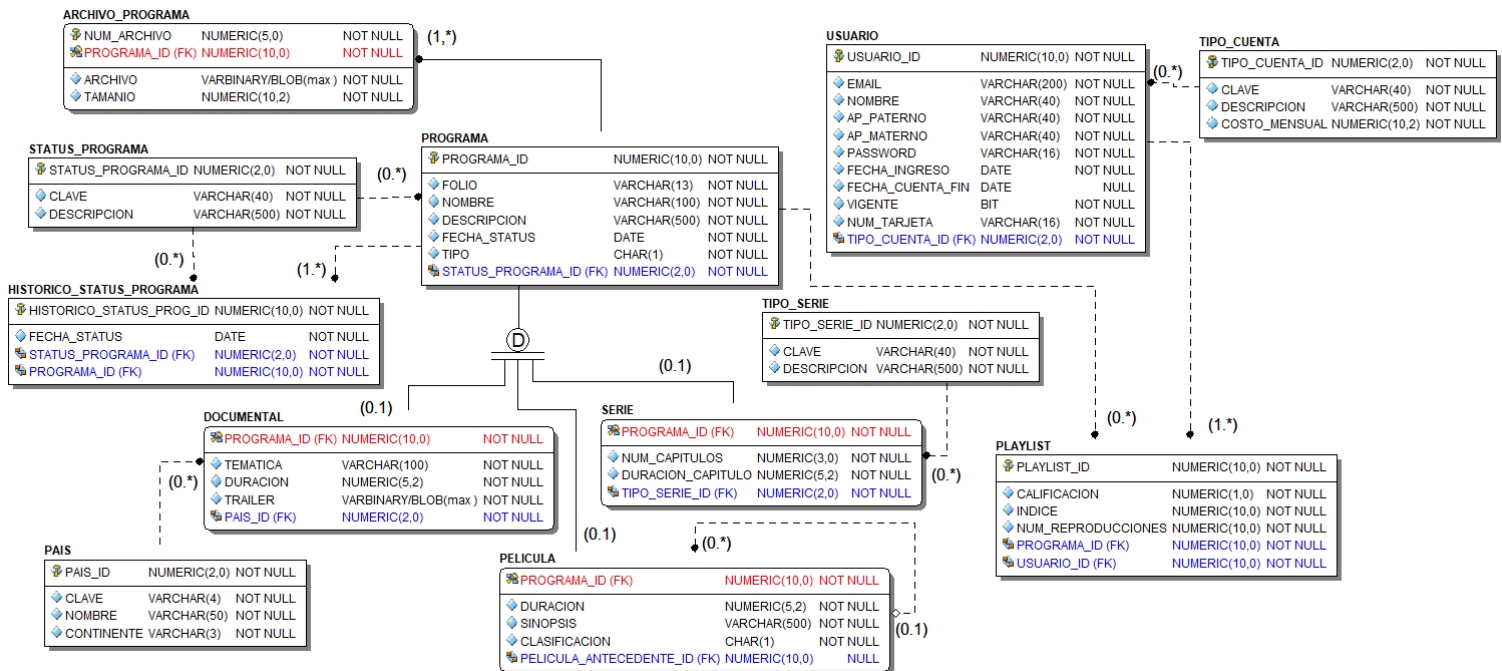 ARCHIVO_PROGRAMA
NUM_ARCHIVO NUMERIC(5,0) NOT NULL
PROGRAMA_ID (FK) NUMERIC(10,0) NOT NULL
ARCHIVO VARBINARY/BLOB(max ) NOT NULL
TAMANIO NUMERIC(10,2) NOT NULL
(1,*)
USUARIO
USUARIO_ID NUMERIC(10,0) NOT NULL
EMAIL VARCHAR(200) NOT NULL
NOMBRE VARCHAR(40) NOT NULL
AP_PATERNO VARCHAR(40) NOT NULL
AP_MATERNO VARCHAR(40) NOT NULL
PASSWORD VARCHAR(16) NOT NULL
FECHA_INGRESO DATE NOT NULL
FECHA_CUENTA_FIN DATE NULL
VIGENTE BIT NOT NULL
NUM_TARJETA VARCHAR(16) NOT NULL
TIPO_CUENTA_ID (FK) NUMERIC(2,0) NOT NULL
(0.*)
TIPO_CUENTA
TIPO_CUENTA_ID NUMERIC(2,0) NOT NULL
CLAVE VARCHAR(40) NOT NULL
DESCRIPCION VARCHAR(500) NOT NULL
COSTO_MENSUAL NUMERIC(10,2) NOT NULL
STATUS_PROGRAMA
STATUS_PROGRAMA_ID NUMERIC(2,0) NOT NULL
CLAVE VARCHAR(40) NOT NULL
DESCRIPCION VARCHAR(500) NOT NULL
(0.*)
PROGRAMA
PROGRAMA_ID NUMERIC(10,0) NOT NULL
FOLIO VARCHAR(13) NOT NULL
NOMBRE VARCHAR(100) NOT NULL
DESCRIPCION VARCHAR(500) NOT NULL
FECHA_STATUS DATE NOT NULL
TIPO CHAR(1) NOT NULL
STATUS_PROGRAMA_ID (FK) NUMERIC(2,0) NOT NULL
(0.*)
(1.*)
HISTORICO_STATUS_PROGRAMA
HISTORICO_STATUS_PROG_ID NUMERIC(10,0) NOT NULL
FECHA_STATUS DATE NOT NULL
STATUS_PROGRAMA_ID (FK) NUMERIC(2,0) NOT NULL
PROGRAMA_ID (FK) NUMERIC(10,0) NOT NULL
D
TIPO_SERIE
TIPO_SERIE_ID NUMERIC(2,0) NOT NULL
CLAVE VARCHAR(40) NOT NULL
DESCRIPCION VARCHAR(500) NOT NULL
(0.1)
(0.1)
DOCUMENTAL
PROGRAMA_ID (FK) NUMERIC(10,0) NOT NULL
TEMATICA VARCHAR(100) NOT NULL
DURACION NUMERIC(5,2) NOT NULL
TRAILER VARBINARY/BLOB(max ) NOT NULL
PAIS_ID (FK) NUMERIC(2,0) NOT NULL
(0.*)
SERIE
PROGRAMA_ID (FK) NUMERIC(10,0) NOT NULL
NUM_CAPITULOS NUMERIC(3,0) NOT NULL
DURACION_CAPITULO NUMERIC(5,2) NOT NULL
TIPO_SERIE_ID (FK) NUMERIC(2,0) NOT NULL
(0.*)
(0.*)
(1.*)
PLAYLIST
PLAYLIST_ID NUMERIC(10,0) NOT NULL
CALIFICACION NUMERIC(1,0) NOT NULL
INDICE NUMERIC(10,0) NOT NULL
NUM_REPRODUCCIONES NUMERIC(10,0) NOT NULL
PROGRAMA_ID (FK) NUMERIC(10,0) NOT NULL
USUARIO_ID (FK) NUMERIC(10,0) NOT NULL
PAIS
PAIS_ID NUMERIC(2,0) NOT NULL
CLAVE VARCHAR(4) NOT NULL
NOMBRE VARCHAR(50) NOT NULL
CONTINENTE VARCHAR(3) NOT NULL
(0.1)
(0.*)
PELICULA
PROGRAMA_ID (FK) NUMERIC(10,0) NOT NULL
DURACION NUMERIC(5,2) NOT NULL
SINOPSIS VARCHAR(500) NOT NULL
CLASIFICACION CHAR(1) NOT NULL
PELICULA_ANTECEDENTE_ID (FK) NUMERIC(10,0) NULL
(0.1)